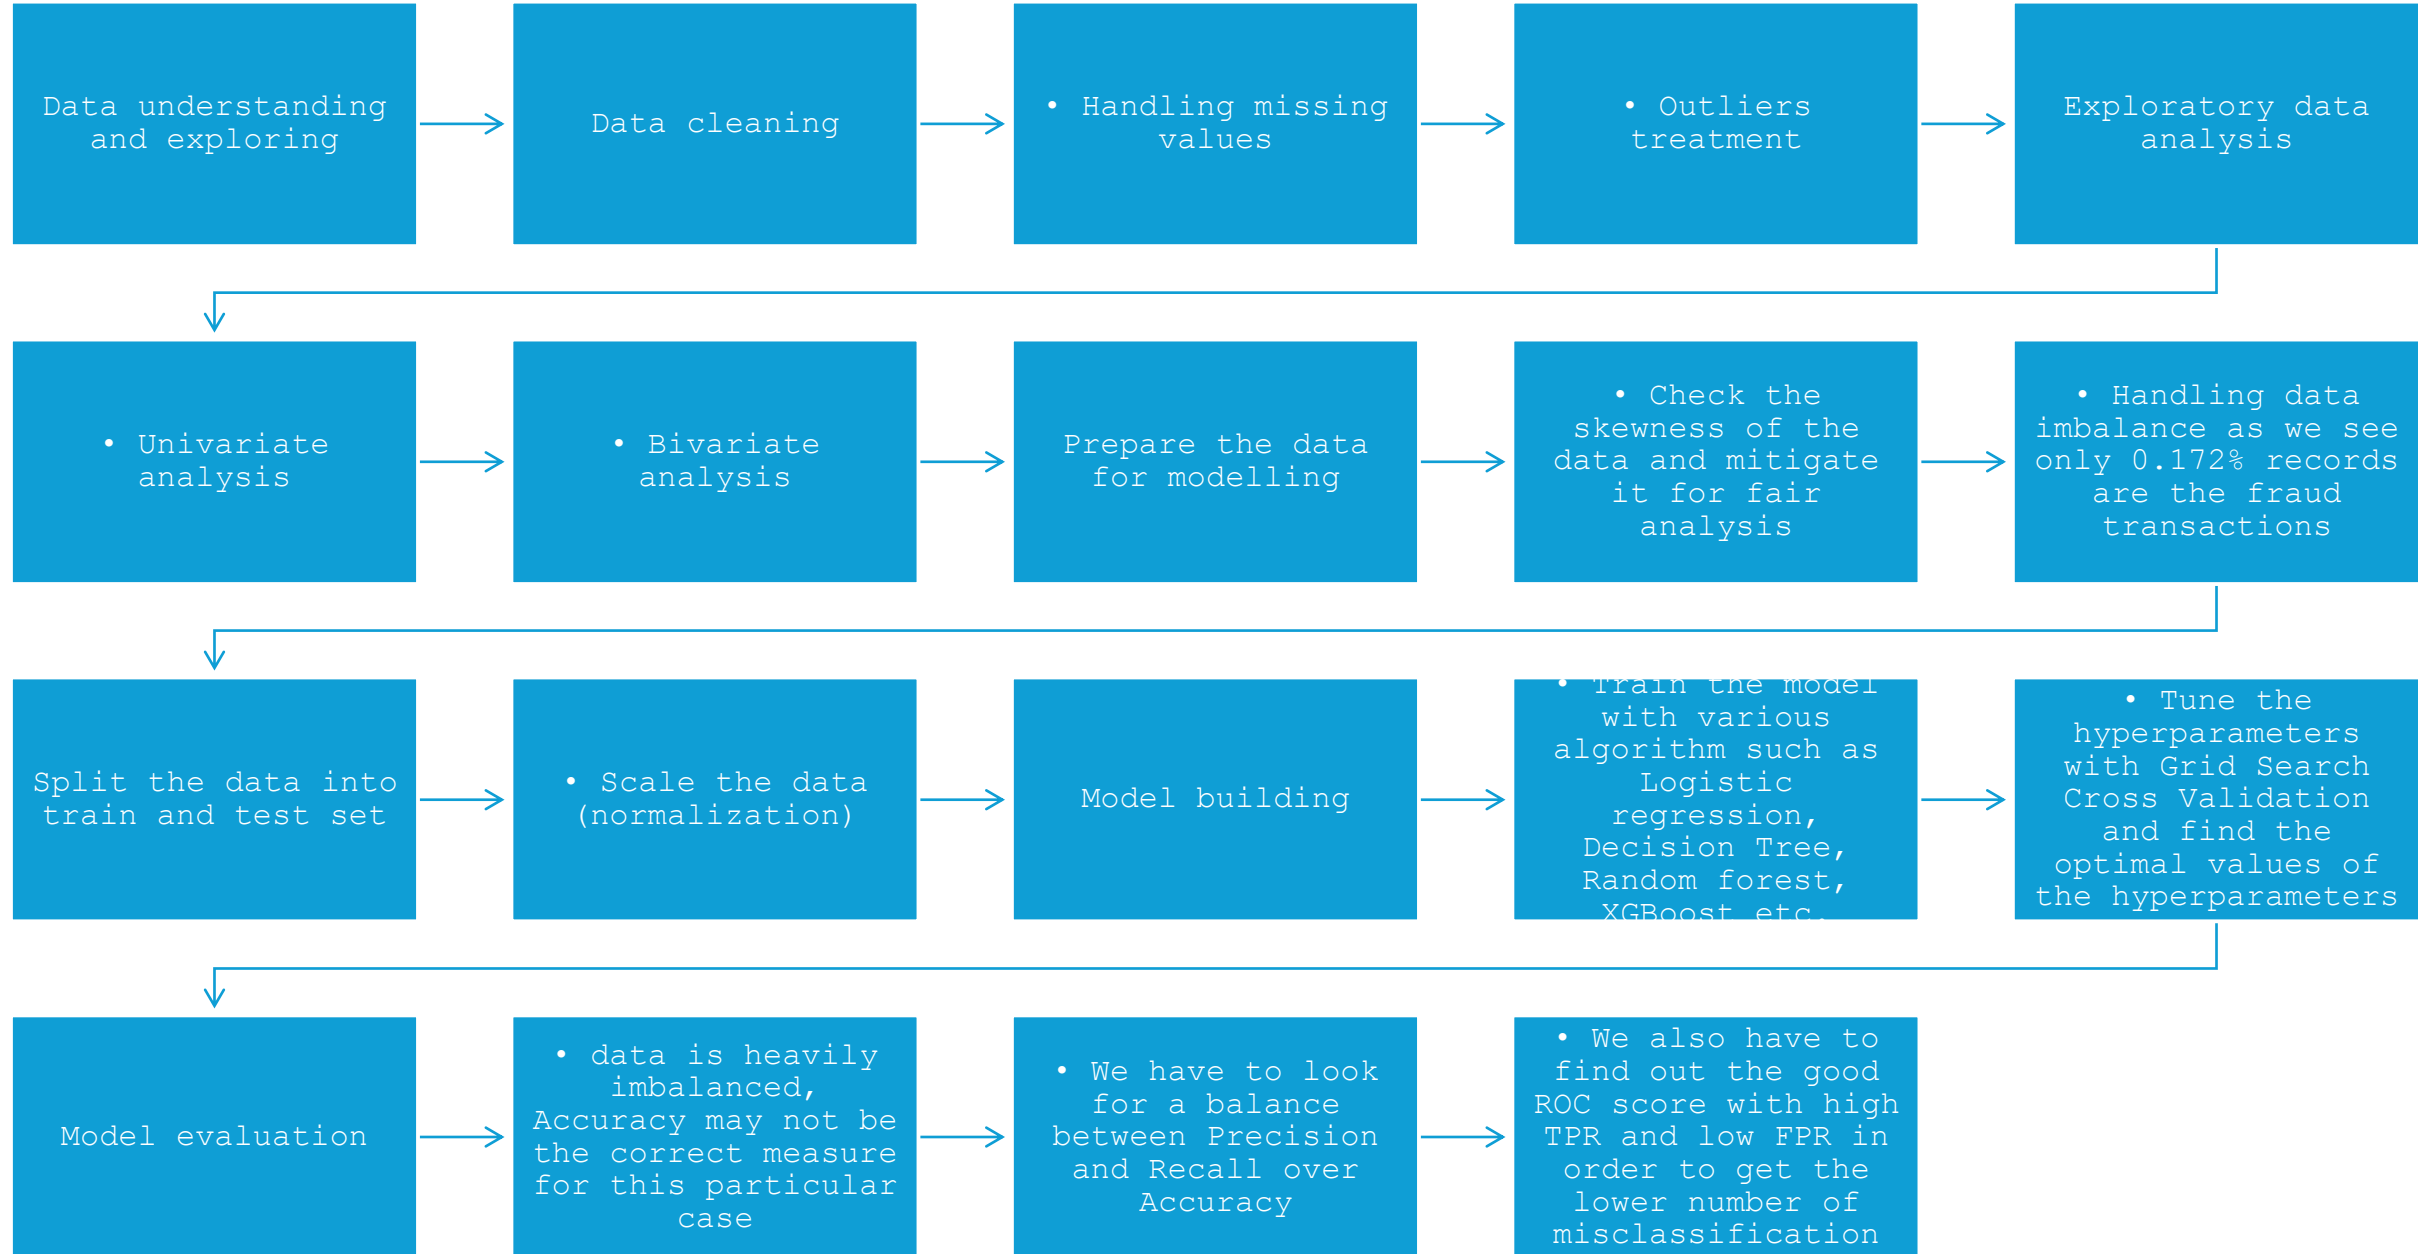 Data understanding
and exploring
Data cleaning
• Handling missing
values
• Outliers
treatment
Exploratory data
analysis
• Univariate
analysis
• Bivariate
analysis
Prepare the data
for modelling
• Check the
skewness of the
data and mitigate
it for fair
analysis
• Handling data
imbalance as we see
only 0.172% records
are the fraud
transactions
Split the data into
train and test set
• Scale the data
(normalization)
Model building
• Train the model
with various
algorithm such as
Logistic
regression,
Decision Tree,
Random forest,
XGBoost etc.
• Tune the
hyperparameters
with Grid Search
Cross Validation
and find the
optimal values of
the hyperparameters
Model evaluation
• data is heavily
imbalanced,
Accuracy may not be
the correct measure
for this particular
case
• We have to look
for a balance
between Precision
and Recall over
Accuracy
• We also have to
find out the good
ROC score with high
TPR and low FPR in
order to get the
lower number of
misclassification